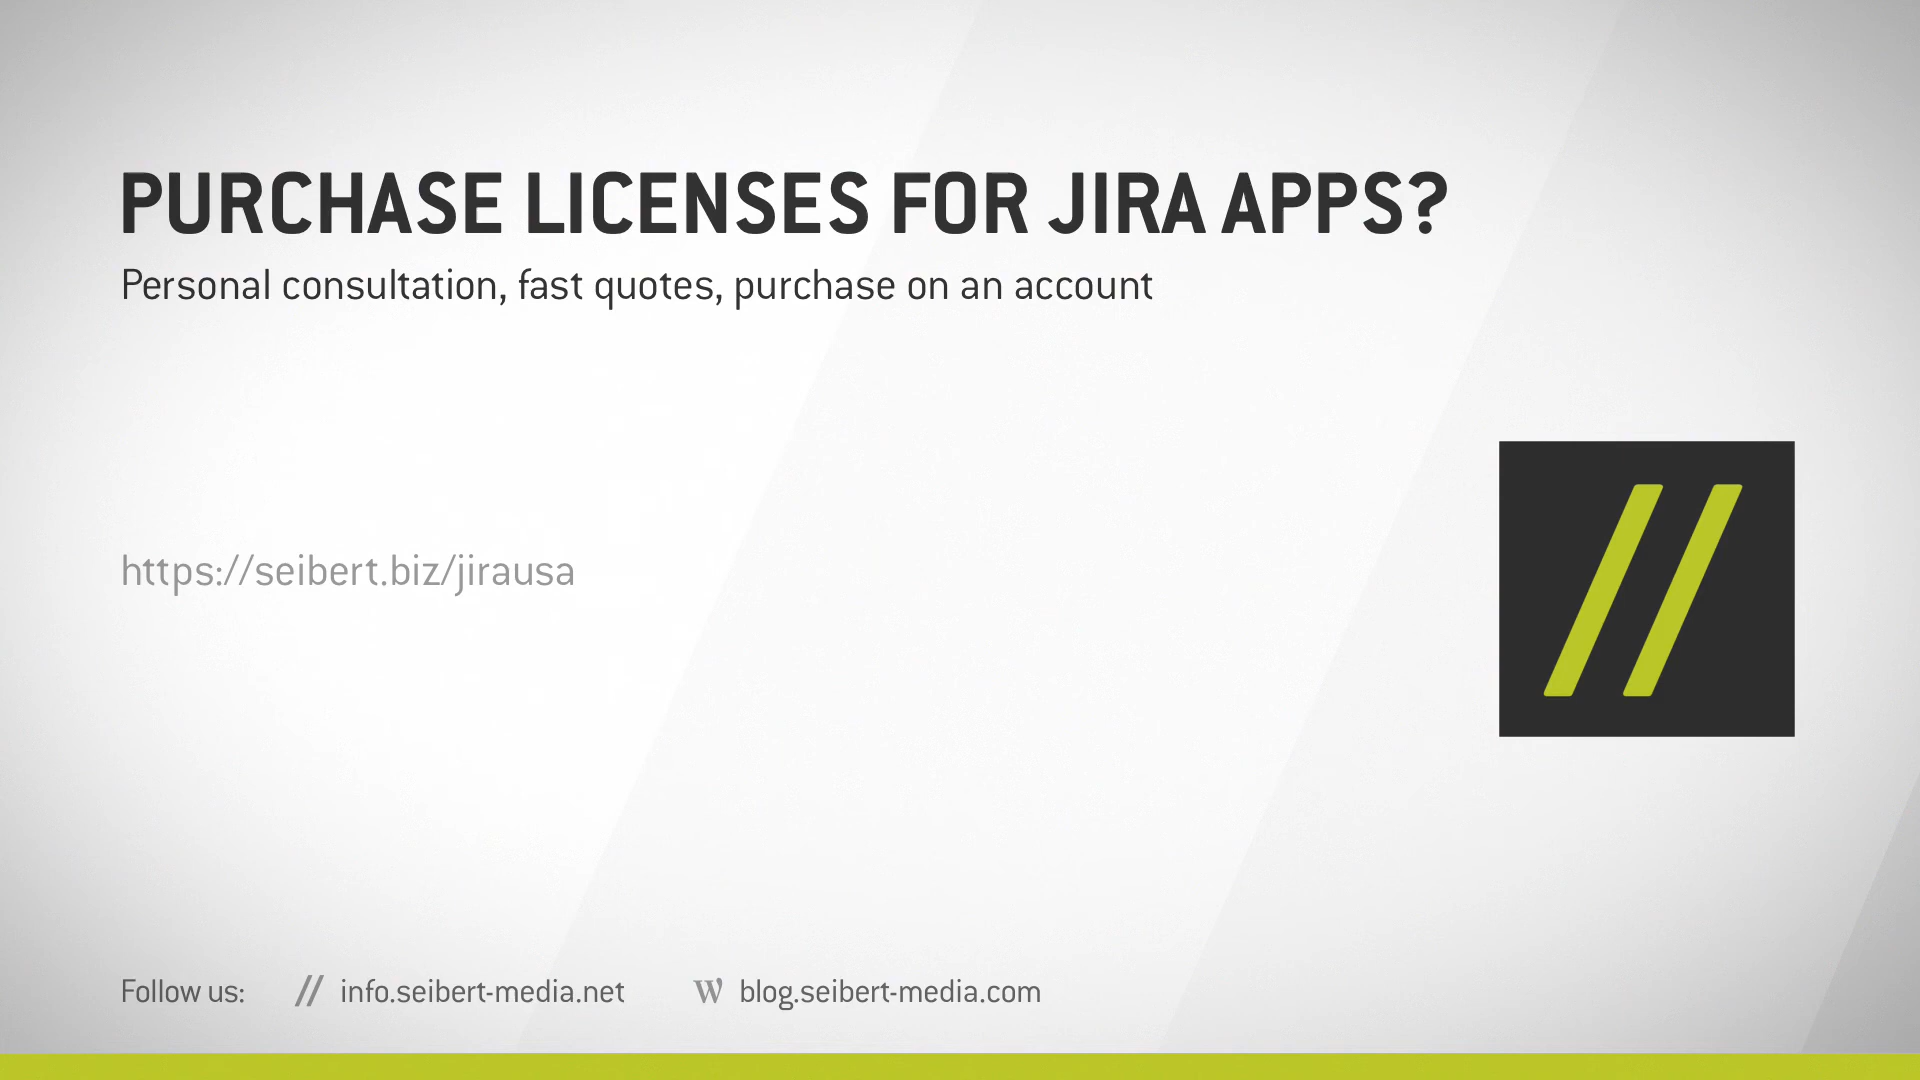 PURCHASE LICENSES FOR JIRA APPS?
Personal consultation, fast quotes, purchase on an account
https://seibert.biz/jirausa
Follow us: // info.seibert-media.net W blog.seibert-media.com